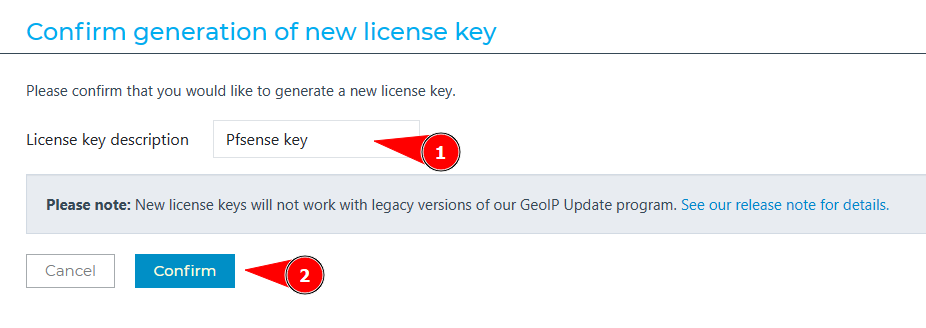 Confirm generation of new license key
Please confirm that you would like to generate a new license key.
License key description Pfsense key 1
Please note: New license keys will not work with legacy versions of our GeoIP Update program. See our release note for details.
Cancel Confirm 2